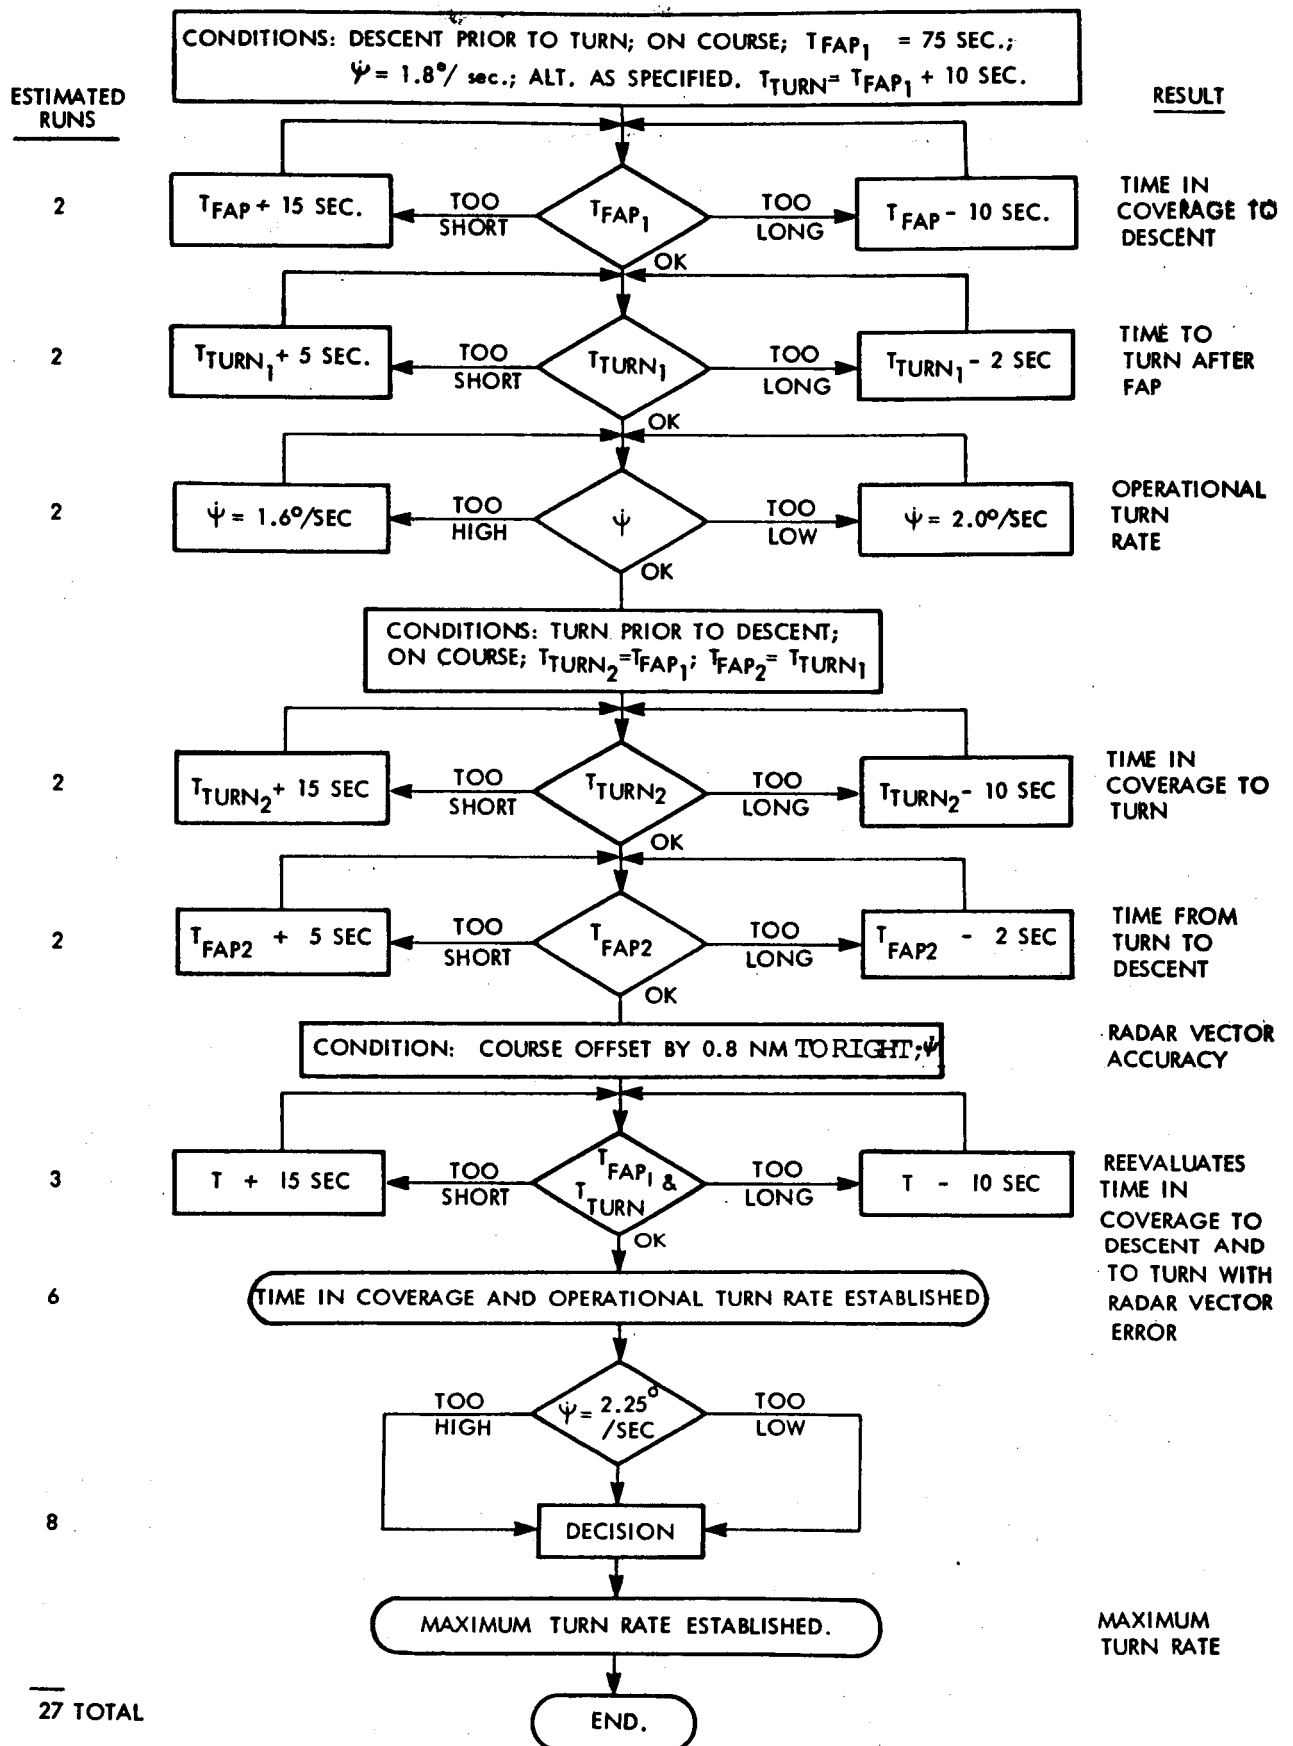 CONDITIONS: DESCENT PRIOR TO TURN; ON COURSE; TFAP1 = 75 SEC.;
ψ̇ = 1.8°/ sec.; ALT. AS SPECIFIED. TTURN= TFAP1 + 10 SEC.
ESTIMATED
RUNS
RESULT
2
TFAP + 15 SEC.
TOO
SHORT
TFAP1
TOO
LONG
TFAP - 10 SEC.
TIME IN
COVERAGE TO
DESCENT
OK
2
TTURN1 + 5 SEC.
TOO
SHORT
TTURN1
TOO
LONG
TTURN1 - 2 SEC
TIME TO
TURN AFTER
FAP
OK
2
ψ̇ = 1.6°/SEC
TOO
HIGH
ψ̇
TOO
LOW
ψ̇ = 2.0°/SEC
OPERATIONAL
TURN
RATE
OK
CONDITIONS: TURN PRIOR TO DESCENT;
ON COURSE; TTURN2=TFAP1; TFAP2= TTURN1
2
TTURN2 + 15 SEC
TOO
SHORT
TTURN2
TOO
LONG
TTURN2 - 10 SEC
TIME IN
COVERAGE TO
TURN
OK
2
TFAP2 + 5 SEC
TOO
SHORT
TFAP2
TOO
LONG
TFAP2 - 2 SEC
TIME FROM
TURN TO
DESCENT
OK
CONDITION: COURSE OFFSET BY 0.8 NM TO RIGHT; ψ̇
RADAR VECTOR
ACCURACY
3
T + 15 SEC
TOO
SHORT
TFAP1 &
TTURN
TOO
LONG
T - 10 SEC
REEVALUATES
TIME IN
COVERAGE TO
DESCENT AND
TO TURN WITH
RADAR VECTOR
ERROR
OK
6
TIME IN COVERAGE AND OPERATIONAL TURN RATE ESTABLISHED
TOO
HIGH
ψ̇ = 2.25°
/SEC
TOO
LOW
8
DECISION
MAXIMUM TURN RATE ESTABLISHED.
MAXIMUM
TURN RATE
27 TOTAL
END.